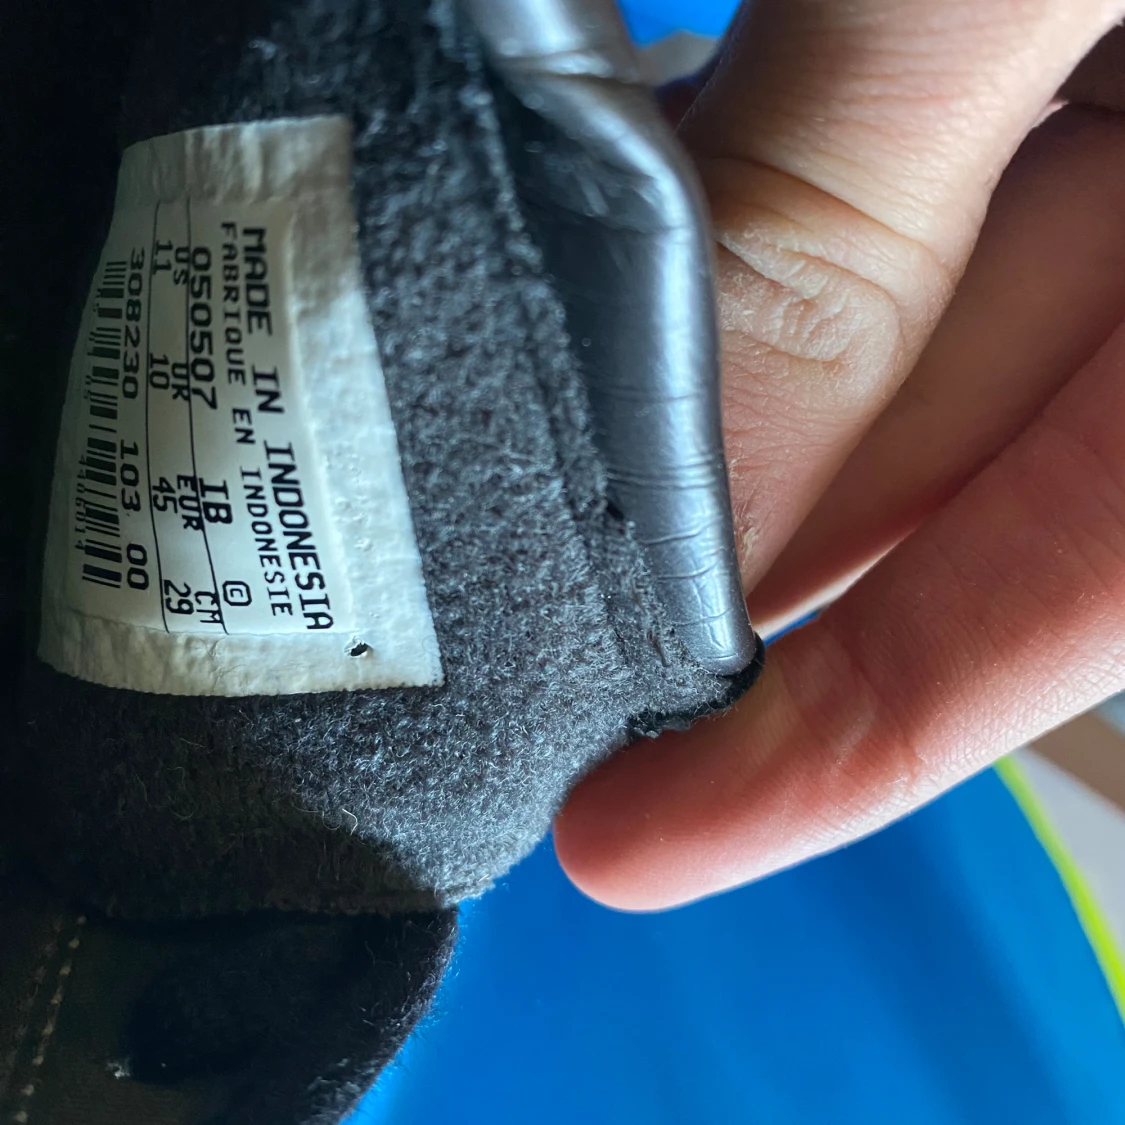 MADE IN INDONESIA
FABRIQUE EN INDONESIE
050507 IB ©
US UK EUR CM
11 10 45 29
308230 103 00